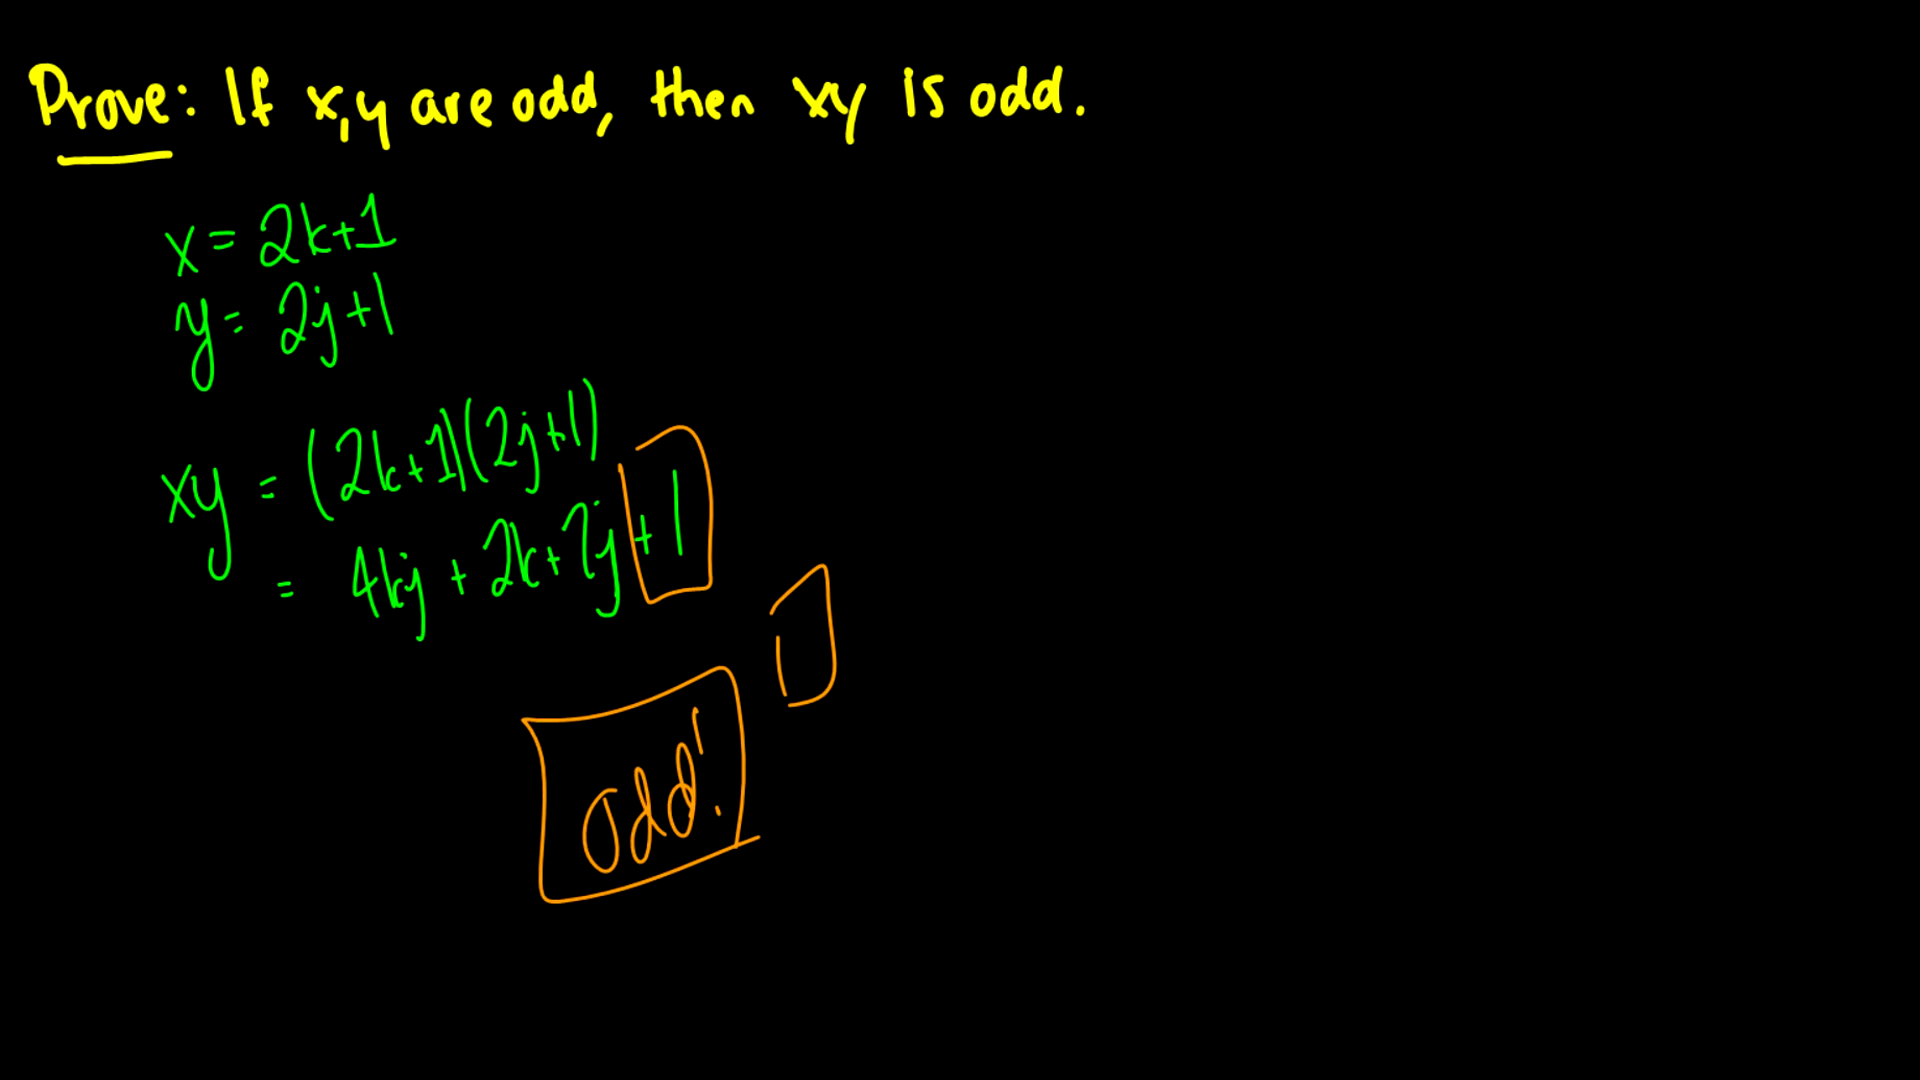 Prove: If x,y are odd, then xy is odd.
x = 2k+1
y = 2j+1
xy = (2k+1)(2j+1)
= 4kj + 2k + 2j + 1
odd!